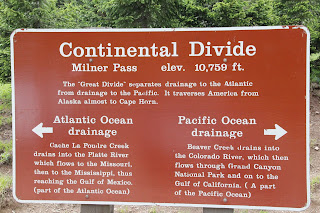 Continental Divide
Milner Pass elev. 10,759 ft.
The "Great Divide" separates drainage to the Atlantic
from drainage to the Pacific. It traverses America from
Alaska almost to Cape Horn.
Atlantic Ocean
drainage
Cache La Poudre Creek
drains into the Platte River
which flows to the Missouri,
then to the Mississippi, thus
reaching the Gulf of Mexico.
(part of the Atlantic Ocean)
Pacific Ocean
drainage
Beaver Creek drains into
the Colorado River, which then
flows through Grand Canyon
National Park and on to the
Gulf of California. ( A part
of the Pacific Ocean)